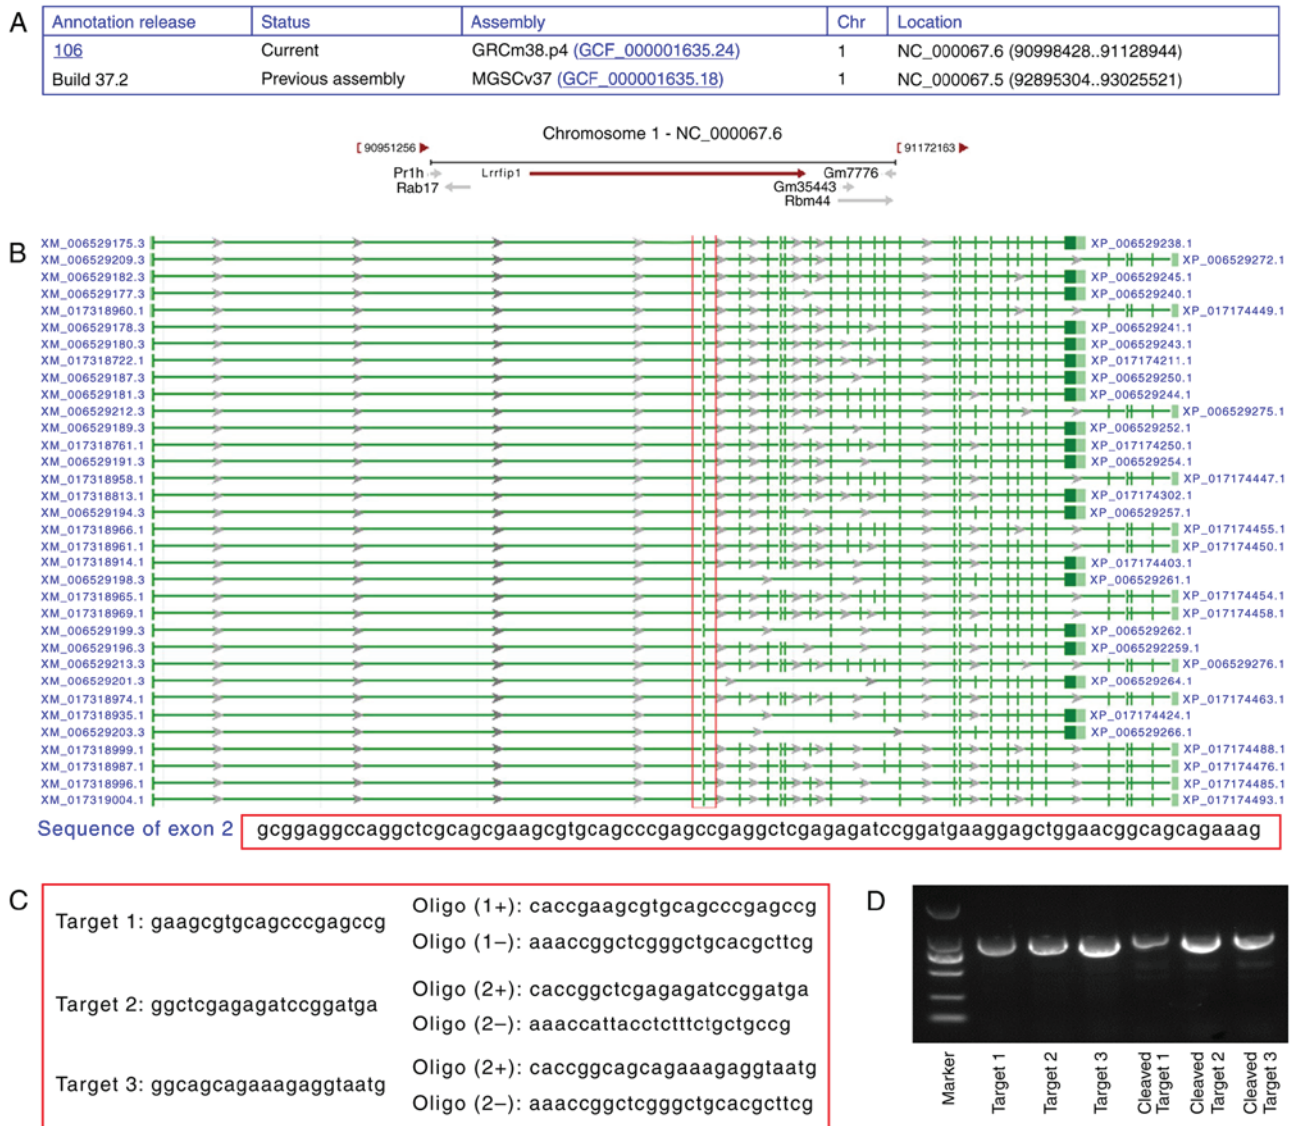 A
Annotation release Status Assembly Chr Location
106 Current GRCm38.p4 (GCF_000001635.24) 1 NC_000067.6 (90998428..91128944)
Build 37.2 Previous assembly MGSCv37 (GCF_000001635.18) 1 NC_000067.5 (92895304..93025521)
Chromosome 1 - NC_000067.6
[ 90951256 [ 91172163
Pr1h Lrrfip1 Gm7776
Rab17 Gm35443
Rbm44
B
XM_006529175.3 XP_006529238.1
XM_006529209.3 XP_006529272.1
XM_006529182.3 XP_006529245.1
XM_006529177.3 XP_006529240.1
XM_017318960.1 XP_017174449.1
XM_006529178.3 XP_006529241.1
XM_006529180.3 XP_006529243.1
XM_017318722.1 XP_017174211.1
XM_006529187.3 XP_006529250.1
XM_006529181.3 XP_006529244.1
XM_006529212.3 XP_006529275.1
XM_006529189.3 XP_006529252.1
XM_017318761.1 XP_017174250.1
XM_006529191.3 XP_006529254.1
XM_017318958.1 XP_017174447.1
XM_017318813.1 XP_017174302.1
XM_006529194.3 XP_006529257.1
XM_017318966.1 XP_017174455.1
XM_017318961.1 XP_017174450.1
XM_017318914.1 XP_017174403.1
XM_006529198.3 XP_006529261.1
XM_017318965.1 XP_017174454.1
XM_017318969.1 XP_017174458.1
XM_006529199.3 XP_006529262.1
XM_006529196.3 XP_0065292259.1
XM_006529213.3 XP_006529276.1
XM_006529201.3 XP_006529264.1
XM_017318974.1 XP_017174463.1
XM_017318935.1 XP_017174424.1
XM_006529203.3 XP_006529266.1
XM_017318999.1 XP_017174488.1
XM_017318987.1 XP_017174476.1
XM_017318996.1 XP_017174485.1
XM_017319004.1 XP_017174493.1
Sequence of exon 2 gcggaggccaggctcgcagcgaagcgtgcagcccgagccgaggctcgagagatccggatgaaggagctggaacggcagcagaaag
C
Target 1: gaagcgtgcagcccgagccg
Oligo (1+): caccgaagcgtgcagcccgagccg
Oligo (1–): aaaccggctcgggctgcacgcttcg
Target 2: ggctcgagagatccggatga
Oligo (2+): caccggctcgagagatccggatga
Oligo (2–): aaaccattacctctttctgctgccg
Target 3: ggcagcagaaagaggtaatg
Oligo (2+): caccggcagcagaaagaggtaatg
Oligo (2–): aaaccggctcgggctgcacgcttcg
D
Marker
Target 1
Target 2
Target 3
Cleaved
Target 1
Cleaved
Target 2
Cleaved
Target 3